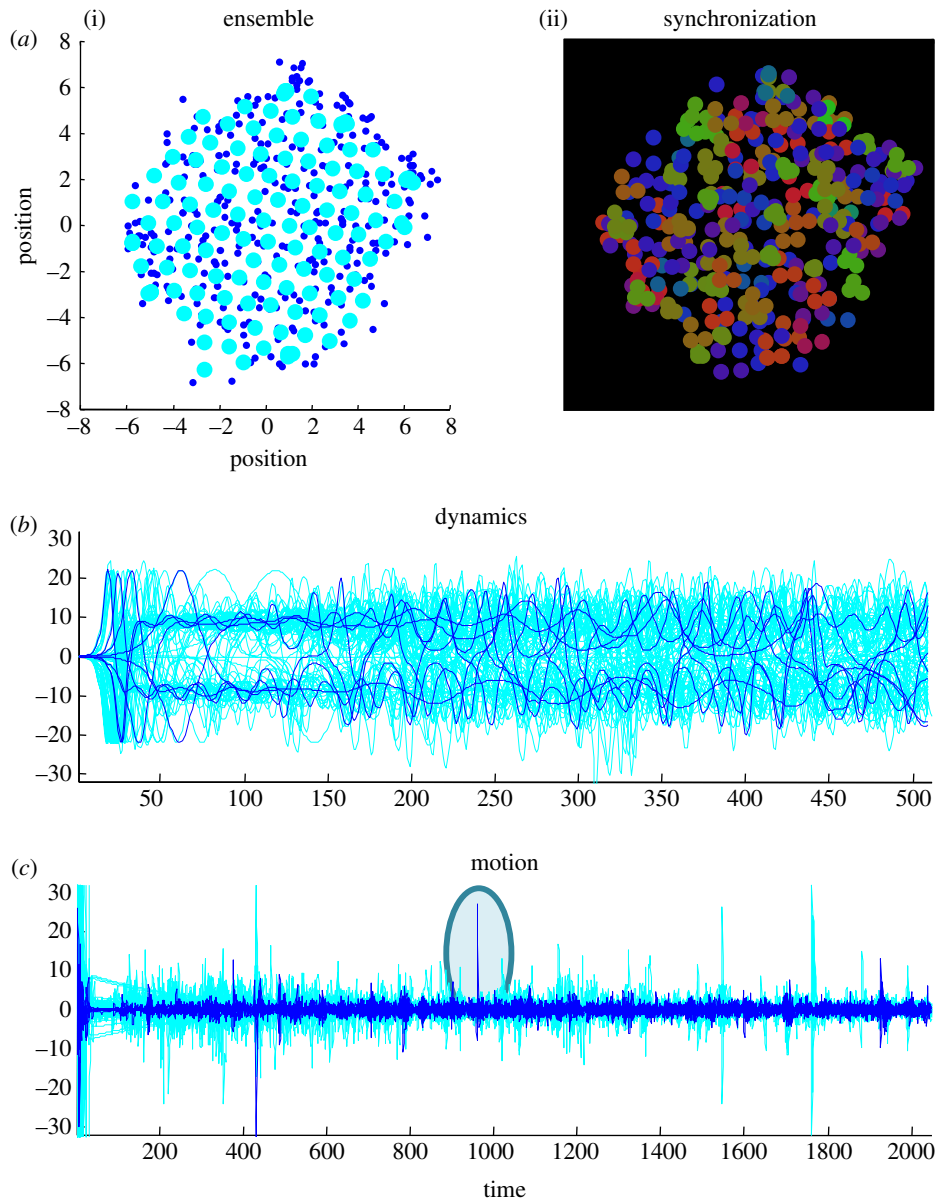 (i) ensemble (ii) synchronization
(a)
8
6
4
2
0
–2
–4
–6
–8
position
–8 –6 –4 –2 0 2 4 6 8
position
(b) dynamics
30
20
10
0
–10
–20
–30
50 100 150 200 250 300 350 400 450 500
(c) motion
30
20
10
0
–10
–20
–30
200 400 600 800 1000 1200 1400 1600 1800 2000
time